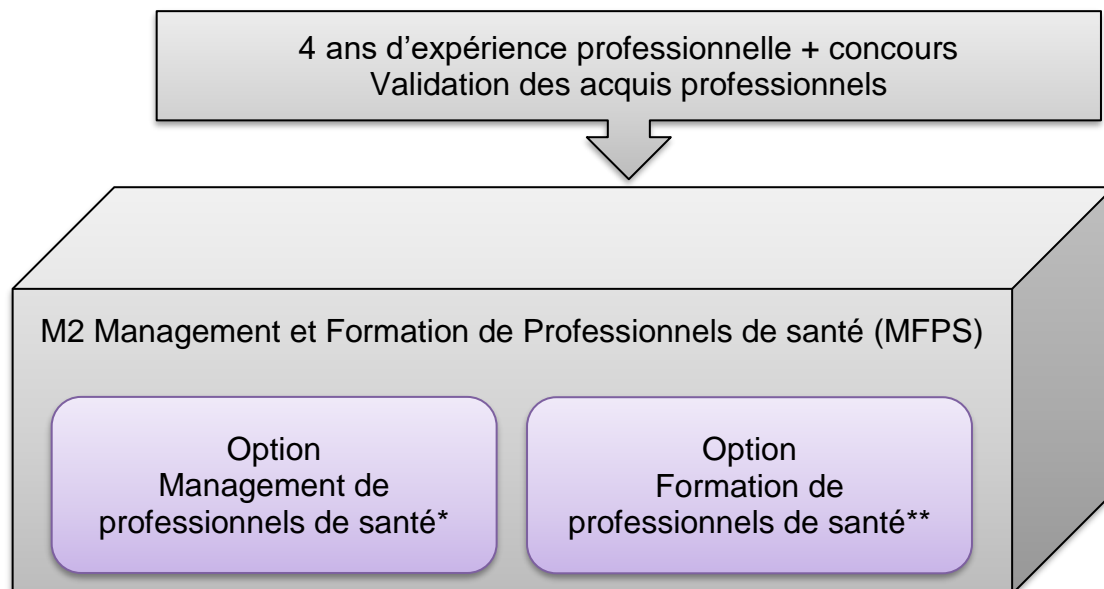 4 ans d’expérience professionnelle + concours
Validation des acquis professionnels
M2 Management et Formation de Professionnels de santé (MFPS)
Option
Management de
professionnels de santé*
Option
Formation de
professionnels de santé**